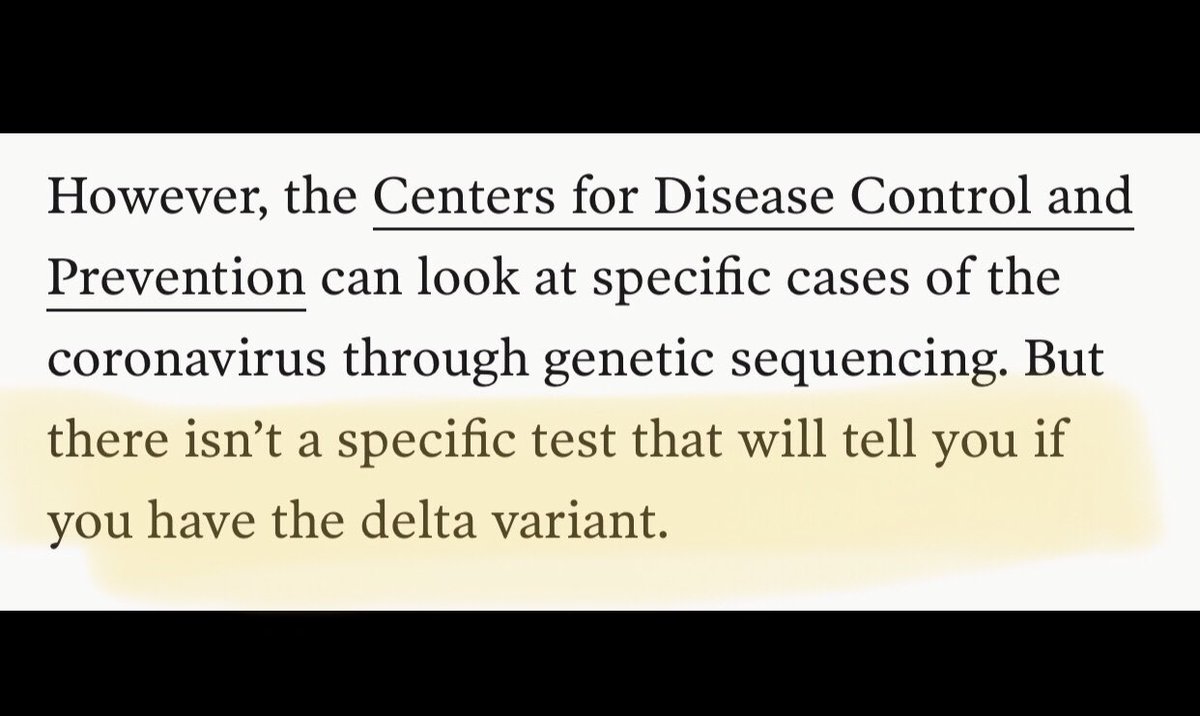 However, the Centers for Disease Control and
Prevention can look at specific cases of the
coronavirus through genetic sequencing. But
there isn’t a specific test that will tell you if
you have the delta variant.